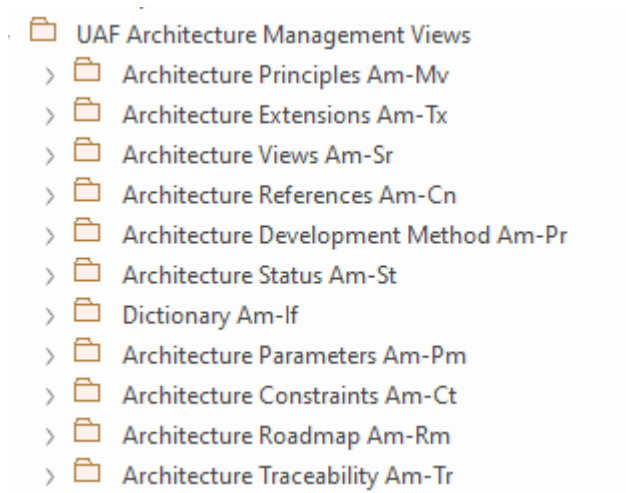 UAF Architecture Management Views
Architecture Principles Am-Mv
Architecture Extensions Am-Tx
Architecture Views Am-Sr
Architecture References Am-Cn
Architecture Development Method Am-Pr
Architecture Status Am-St
Dictionary Am-If
Architecture Parameters Am-Pm
Architecture Constraints Am-Ct
Architecture Roadmap Am-Rm
Architecture Traceability Am-Tr